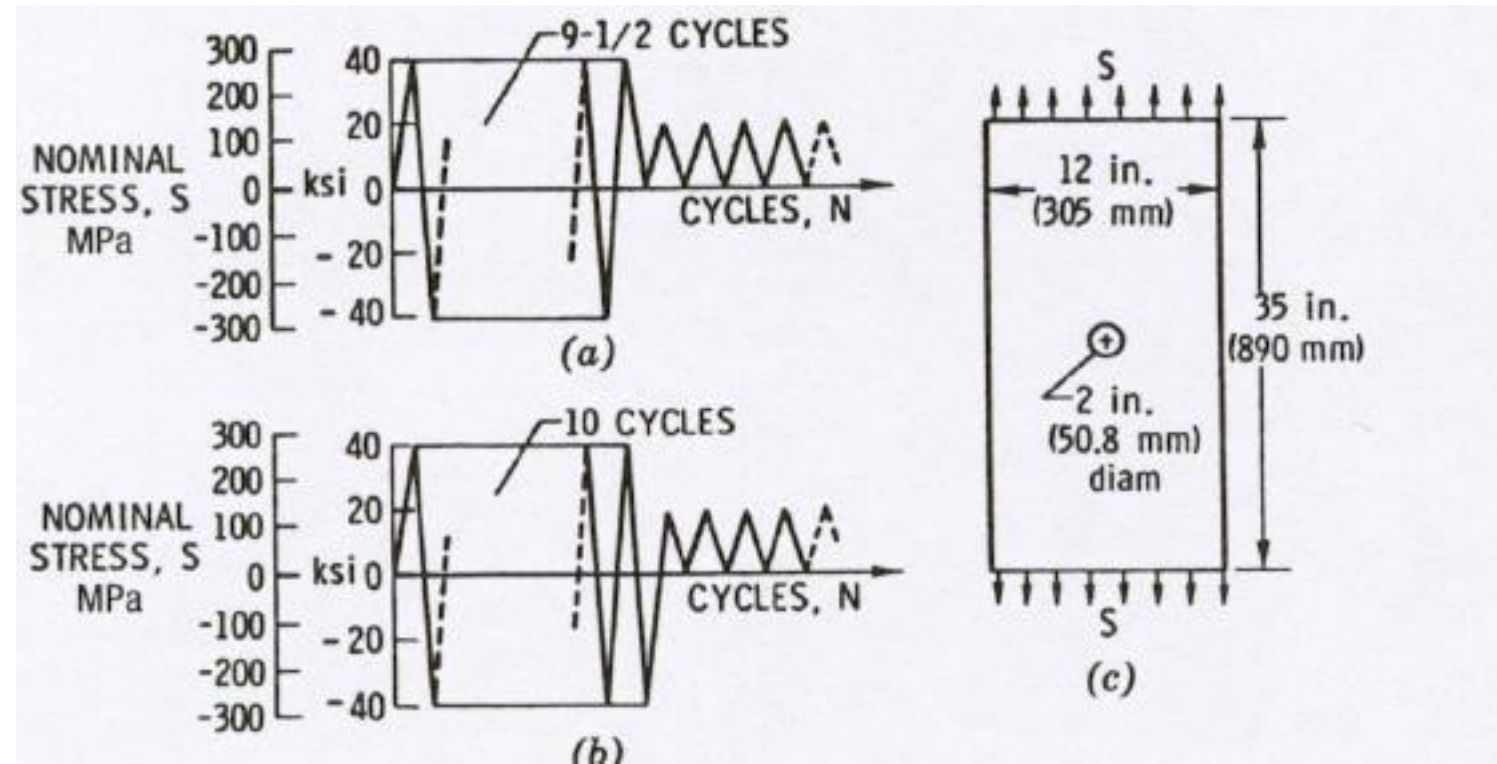 9-1/2 CYCLES
300
200
100
0
-100
-200
-300
NOMINAL
STRESS, S
MPa
ksi
40
20
0
- 20
- 40
CYCLES, N
(a)
10 CYCLES
300
200
100
0
-100
-200
-300
NOMINAL
STRESS, S
MPa
ksi
40
20
0
- 20
- 40
CYCLES, N
(b)
S
12 in.
(305 mm)
35 in.
(890 mm)
2 in.
(50.8 mm)
diam
S
(c)